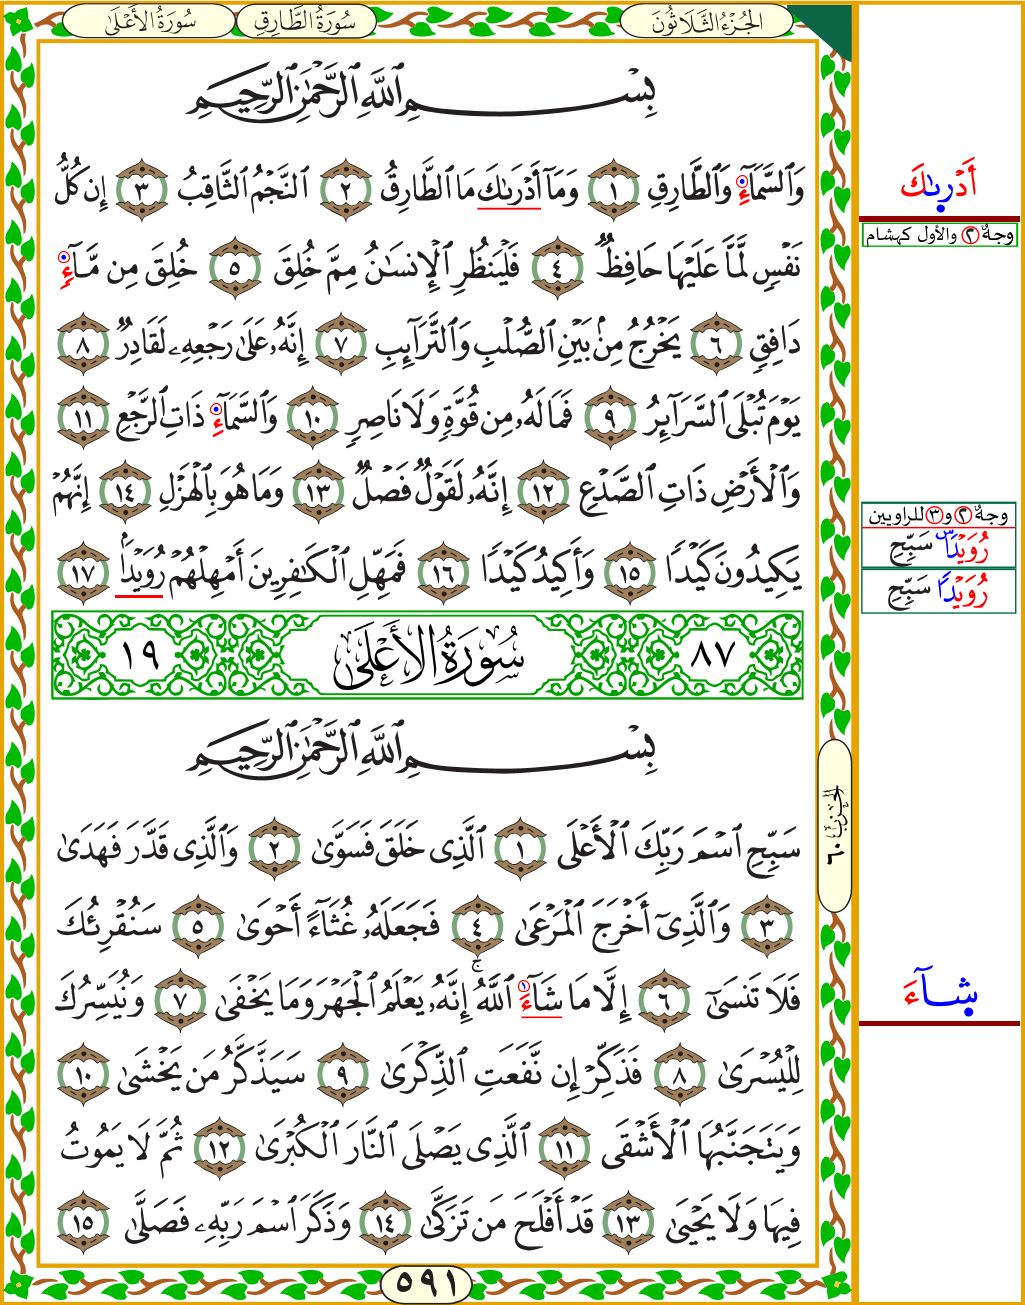 الجُزْءُ الثَّلَاثُونَ
سُورَةُ الطَّارِقِ
سُورَةُ الأَعْلَىٰ
بِسْمِ ٱللَّهِ ٱلرَّحْمَٰنِ ٱلرَّحِيمِ
وَٱلسَّمَآءِ وَٱلطَّارِقِ ١ وَمَآ أَدْرَىٰكَ مَا ٱلطَّارِقُ ٢ ٱلنَّجْمُ ٱلثَّاقِبُ ٣ إِن كُلُّ
نَفْسٍ لَّمَّا عَلَيْهَا حَافِظٌ ٤ فَلْيَنظُرِ ٱلْإِنسَٰنُ مِمَّ خُلِقَ ٥ خُلِقَ مِن مَّآءٍ
دَافِقٍ ٦ يَخْرُجُ مِنۢ بَيْنِ ٱلصُّلْبِ وَٱلتَّرَآئِبِ ٧ إِنَّهُۥ عَلَىٰ رَجْعِهِۦ لَقَادِرٌ ٨
يَوْمَ تُبْلَى ٱلسَّرَآئِرُ ٩ فَمَا لَهُۥ مِن قُوَّةٍ وَلَا نَاصِرٍ ١٠ وَٱلسَّمَآءِ ذَاتِ ٱلرَّجْعِ ١١
وَٱلْأَرْضِ ذَاتِ ٱلصَّدْعِ ١٢ إِنَّهُۥ لَقَوْلٌ فَصْلٌ ١٣ وَمَا هُوَ بِٱلْهَزْلِ ١٤ إِنَّهُمْ
يَكِيدُونَ كَيْدًا ١٥ وَأَكِيدُ كَيْدًا ١٦ فَمَهِّلِ ٱلْكَٰفِرِينَ أَمْهِلْهُمْ رُوَيْدًۢا ١٧
٨٧ سُورَةُ الأَعْلَىٰ ١٩
بِسْمِ ٱللَّهِ ٱلرَّحْمَٰنِ ٱلرَّحِيمِ
سَبِّحِ ٱسْمَ رَبِّكَ ٱلْأَعْلَى ١ ٱلَّذِى خَلَقَ فَسَوَّىٰ ٢ وَٱلَّذِى قَدَّرَ فَهَدَىٰ
٣ وَٱلَّذِىٓ أَخْرَجَ ٱلْمَرْعَىٰ ٤ فَجَعَلَهُۥ غُثَآءً أَحْوَىٰ ٥ سَنُقْرِئُكَ
فَلَا تَنسَىٰٓ ٦ إِلَّا مَا شَآءَ ٱللَّهُ ۚ إِنَّهُۥ يَعْلَمُ ٱلْجَهْرَ وَمَا يَخْفَىٰ ٧ وَنُيَسِّرُكَ
لِلْيُسْرَىٰ ٨ فَذَكِّرْ إِن نَّفَعَتِ ٱلذِّكْرَىٰ ٩ سَيَذَّكَّرُ مَن يَخْشَىٰ ١٠
وَيَتَجَنَّبُهَا ٱلْأَشْقَى ١١ ٱلَّذِى يَصْلَى ٱلنَّارَ ٱلْكُبْرَىٰ ١٢ ثُمَّ لَا يَمُوتُ
فِيهَا وَلَا يَحْيَىٰ ١٣ قَدْ أَفْلَحَ مَن تَزَكَّىٰ ١٤ وَذَكَرَ ٱسْمَ رَبِّهِۦ فَصَلَّىٰ ١٥
٥٩١
أَدْرىٰكَ
وجهٌ ٢ والأول كهشام
وجهٌ ٢ و ٣ للراويين
رُوَيْدًا س سَبِّحِ
رُوَيْدًا سَبِّحِ
شآءَ
الحزب ٦٠